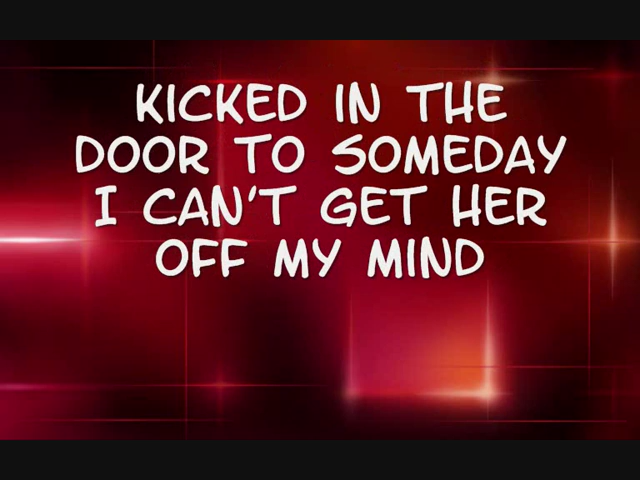 KICKED IN THE
DOOR TO SOMEDAY
I CAN'T GET HER
OFF MY MIND